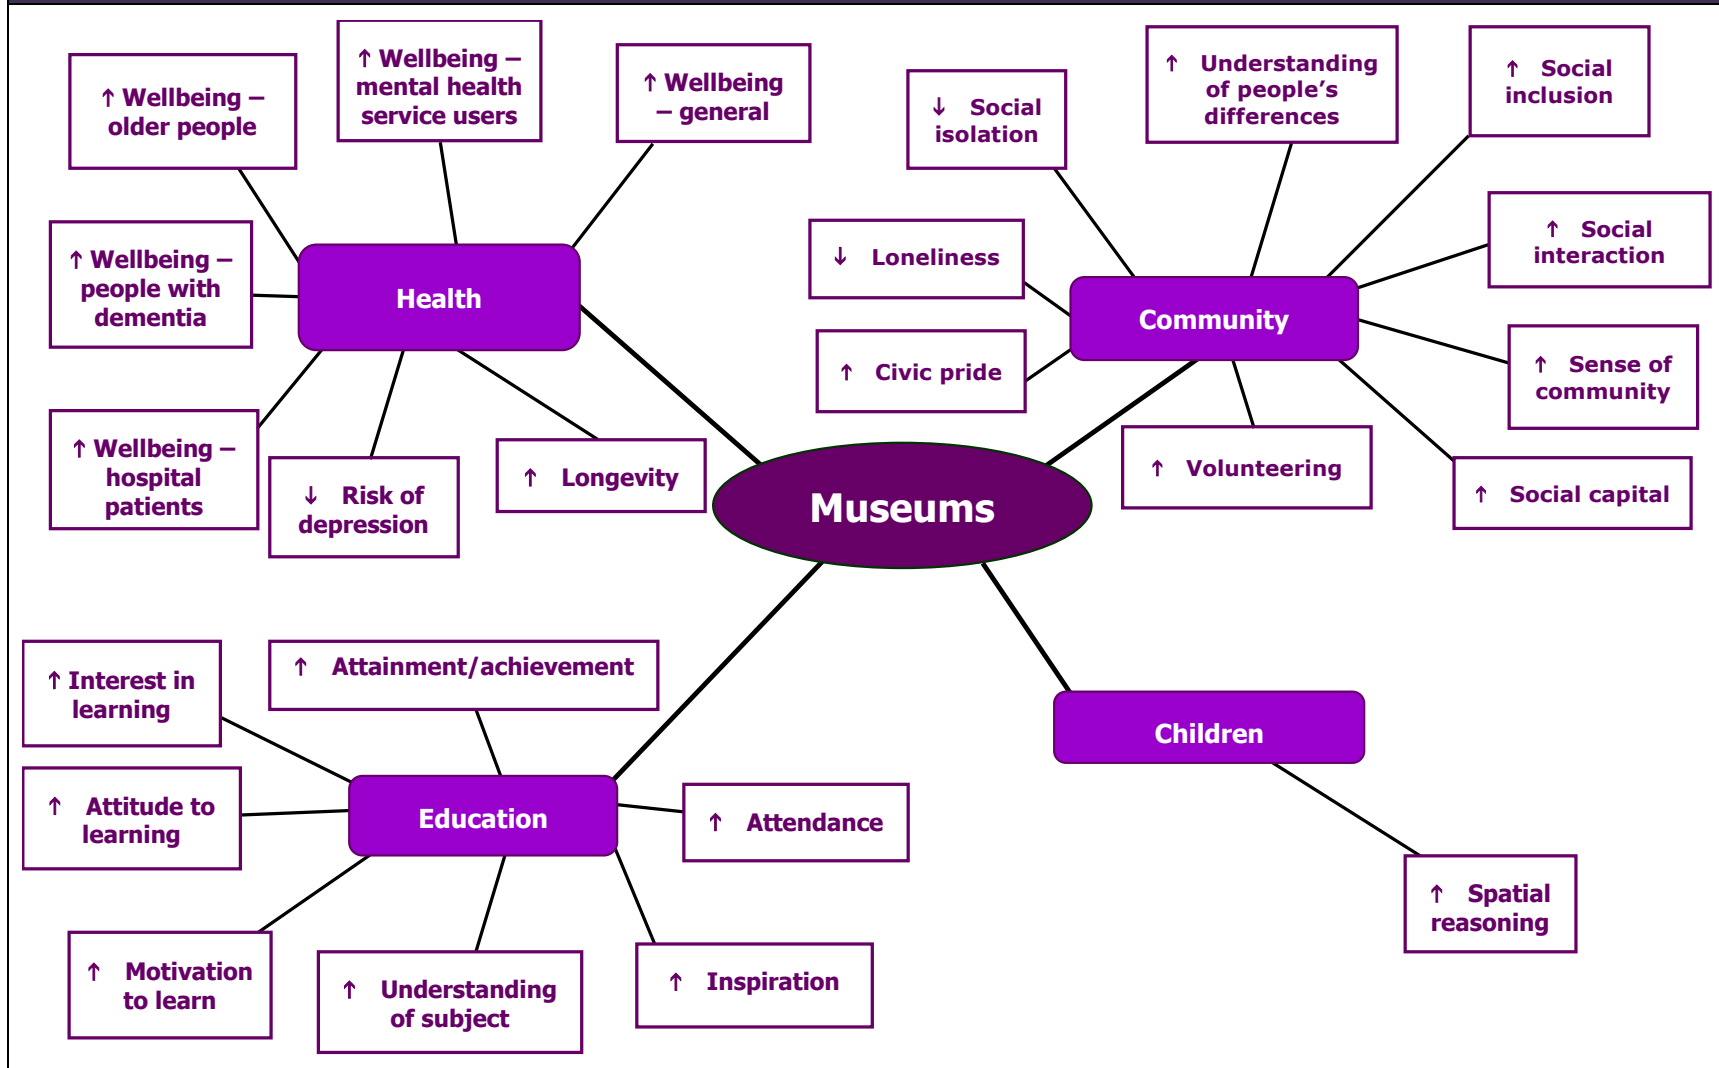 ↑ Wellbeing –
older people
↑ Wellbeing –
mental health
service users
↑ Wellbeing
– general
↑ Wellbeing –
people with
dementia
Health
↑ Wellbeing –
hospital
patients
↓ Risk of
depression
↑ Longevity
↓ Social
isolation
↑ Understanding
of people's
differences
↑ Social
inclusion
↓ Loneliness
↑ Social
interaction
Community
↑ Civic pride
↑ Sense of
community
↑ Volunteering
↑ Social capital
Museums
↑ Interest in
learning
↑ Attainment/achievement
↑ Attitude to
learning
Education
↑ Attendance
↑ Motivation
to learn
↑ Understanding
of subject
↑ Inspiration
Children
↑ Spatial
reasoning